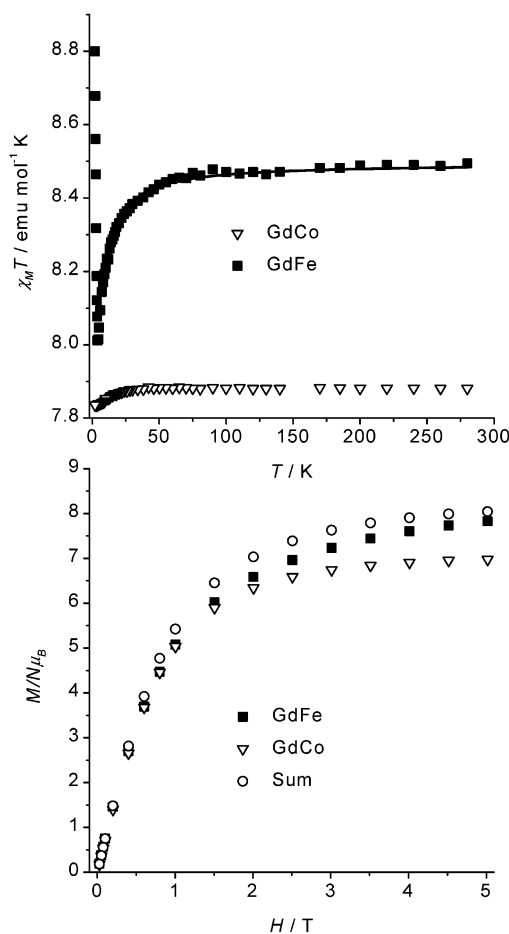 8.8
8.6
8.4
8.2
8.0
7.8
χMT / emu mol-1 K
GdCo
GdFe
0 50 100 150 200 250 300
T / K
9
8
7
6
5
4
3
2
1
0
M/NμB
GdFe
GdCo
Sum
0 1 2 3 4 5
H / T